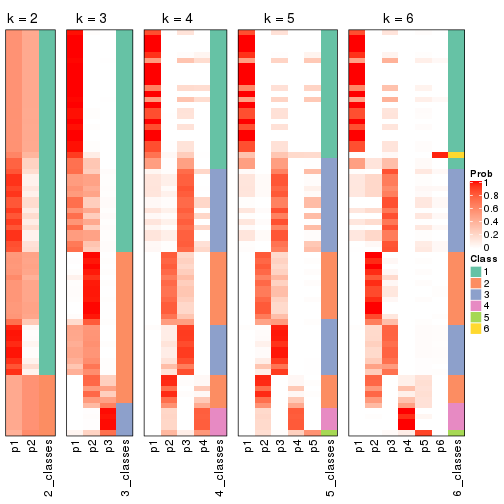 k = 2
k = 3
k = 4
k = 5
k = 6
Prob
1
0.8
0.6
0.4
0.2
0
Class
1
2
3
4
5
6
p1
p2
2_classes
p1
p2
p3
3_classes
p1
p2
p3
p4
4_classes
p1
p2
p3
p4
p5
5_classes
p1
p2
p3
p4
p5
p6
6_classes